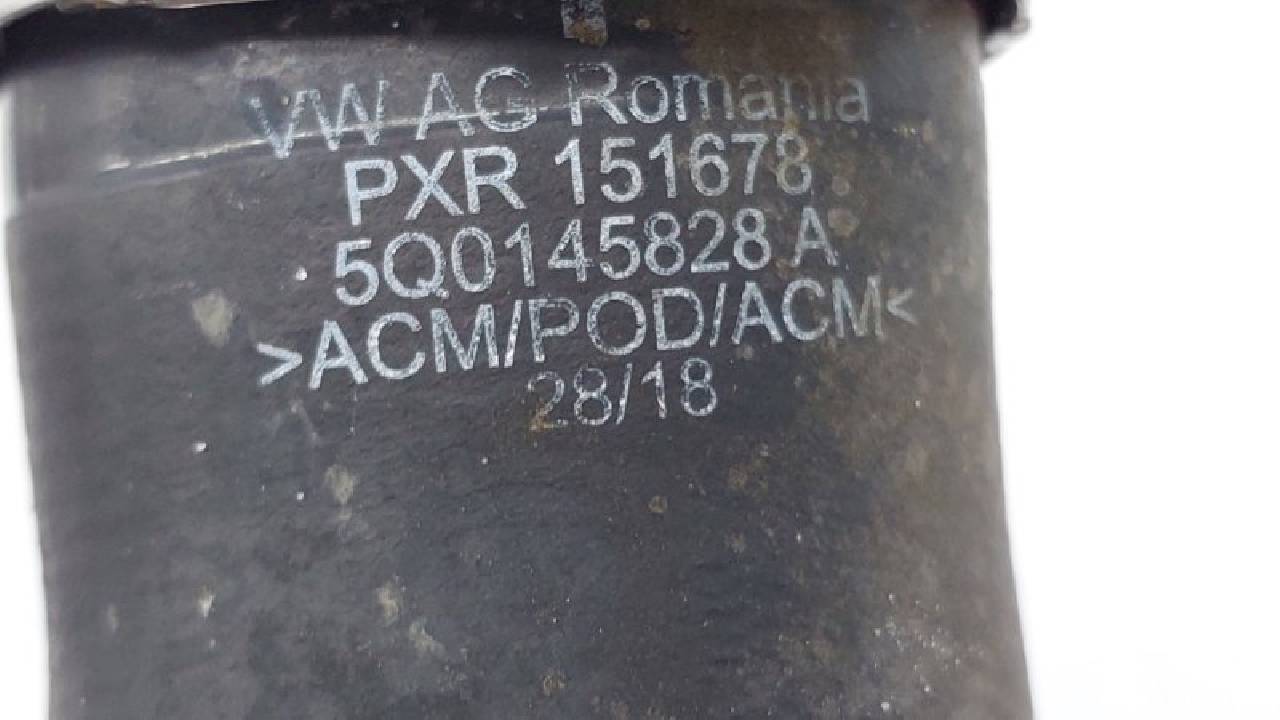 VW AG Romania
PXR 151678
5Q0145828 A
>ACM/POD/ACM<
28/18